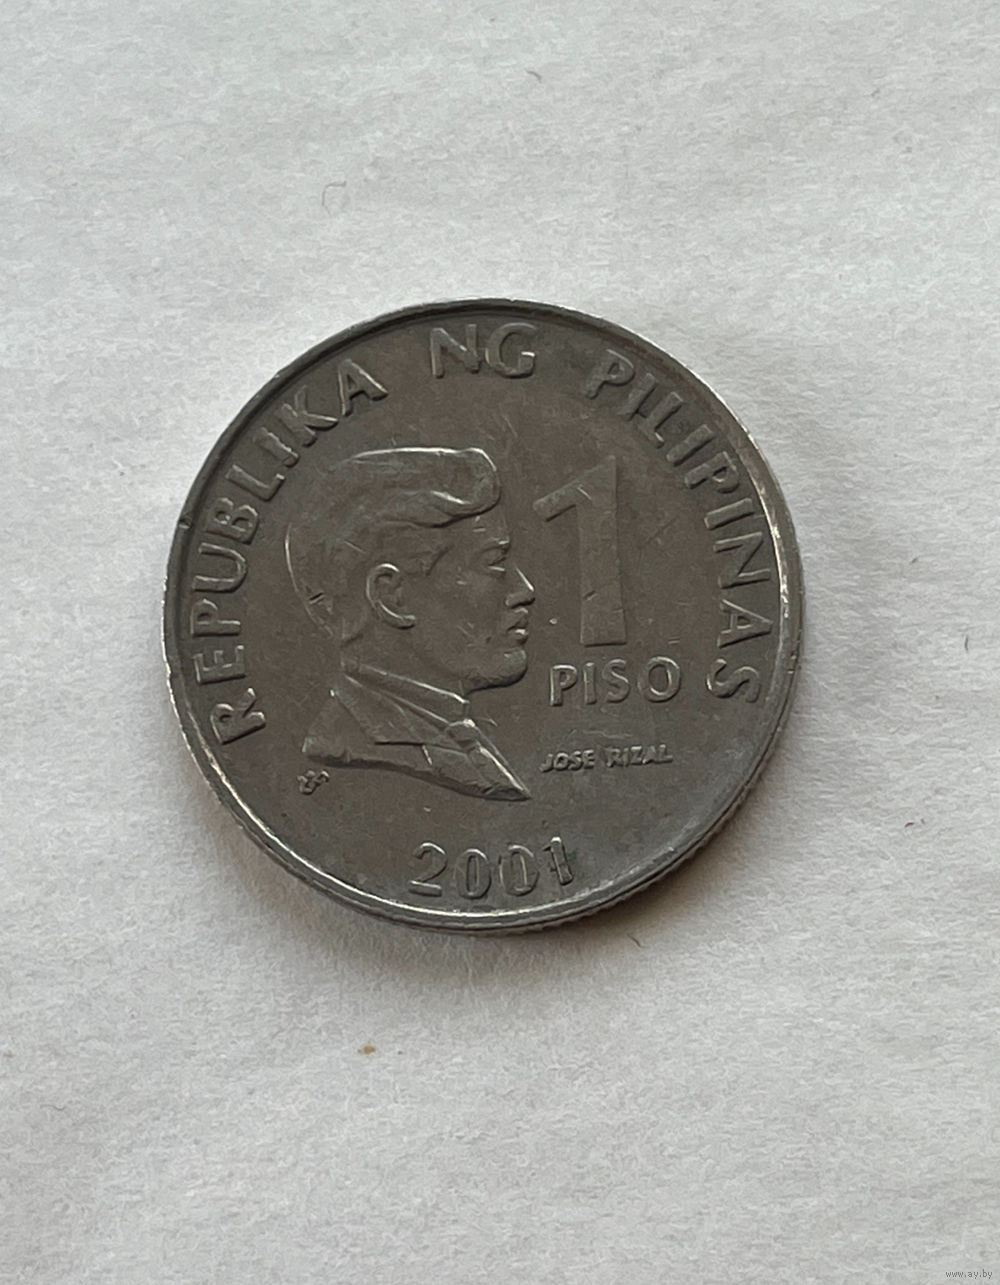 REPUBLIKA NG PILIPINAS
1
PISO
JOSE RIZAL
2001
www.ay.by